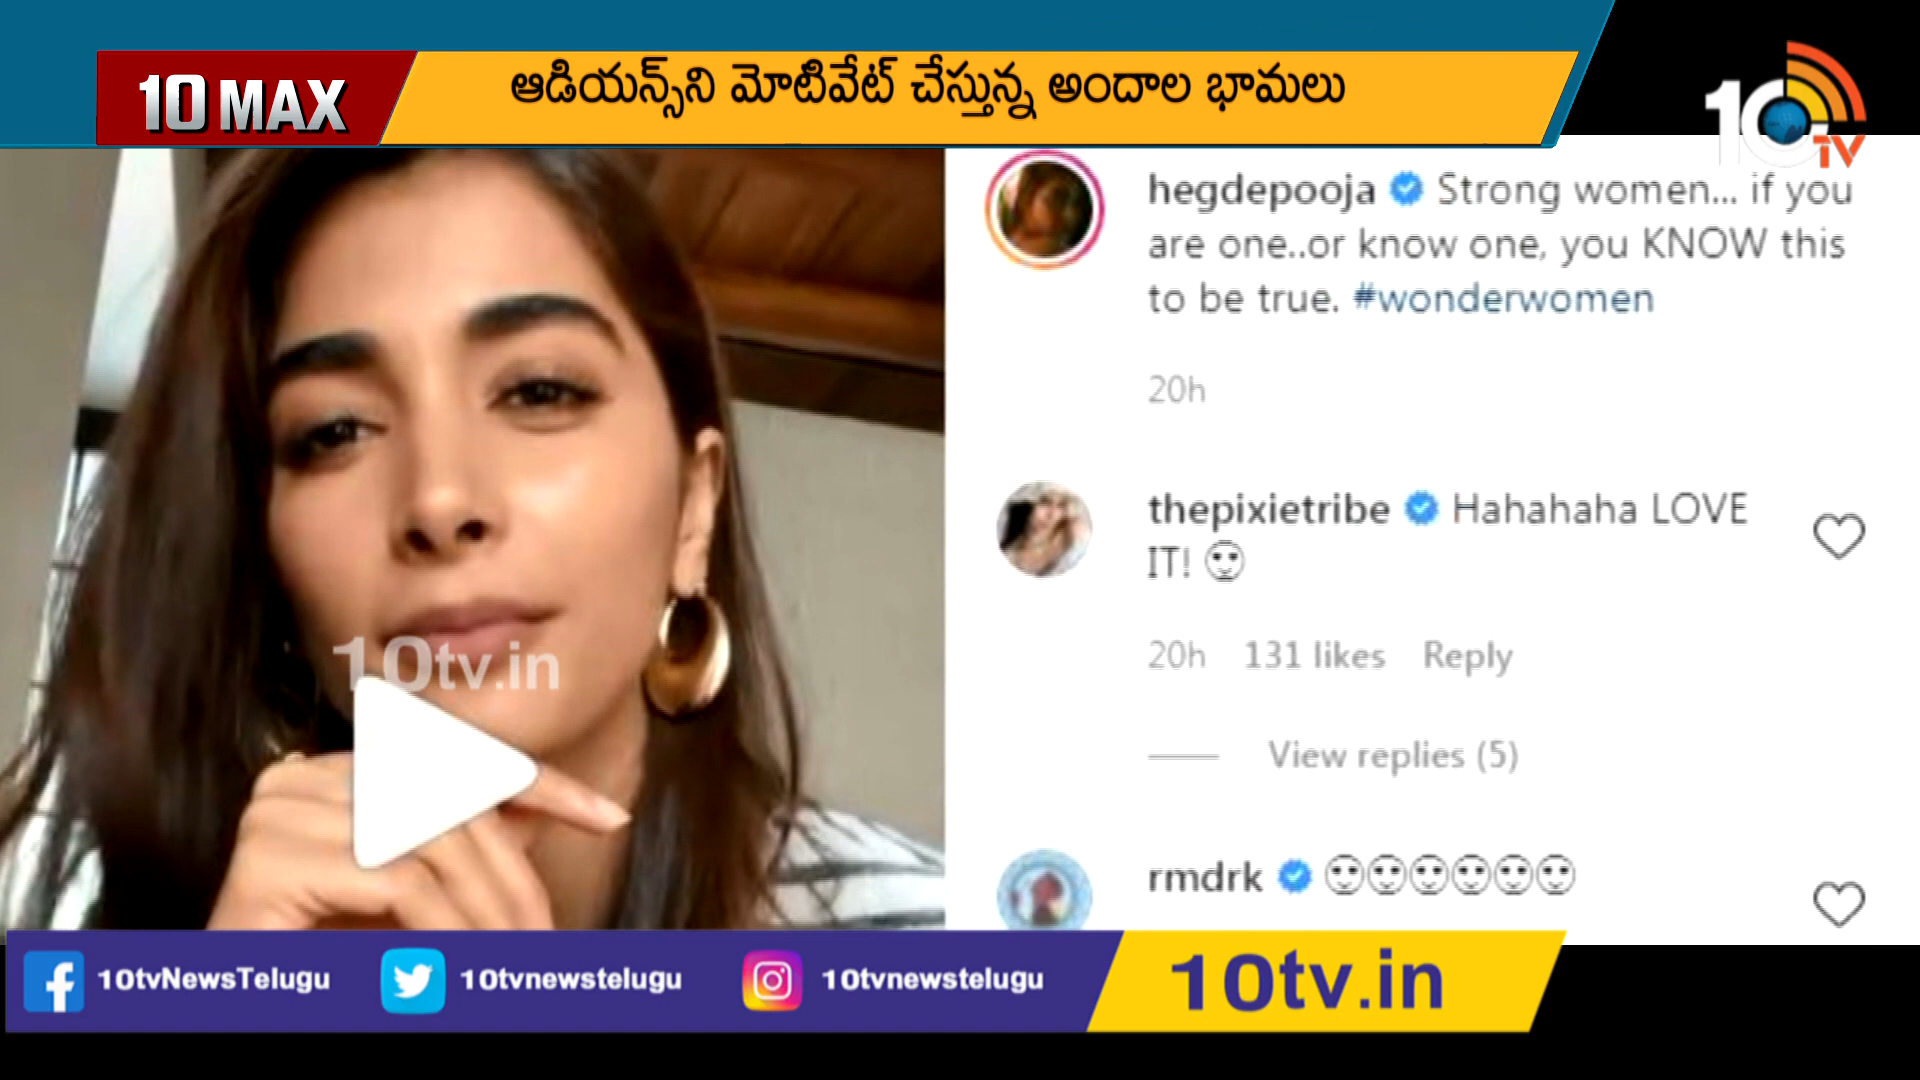 10 MAX
ఆడియన్స్‌ని మోటివేట్ చేస్తున్న అందాల భామలు
10
TV
hegdepooja Strong women... if you
are one..or know one, you KNOW this
to be true. #wonderwomen
20h
thepixietribe Hahahaha LOVE
IT!
20h 131 likes Reply
View replies (5)
rmdrk
10tv.in
10tvNewsTelugu
10tvnewstelugu
10tvnewstelugu
10tv.in